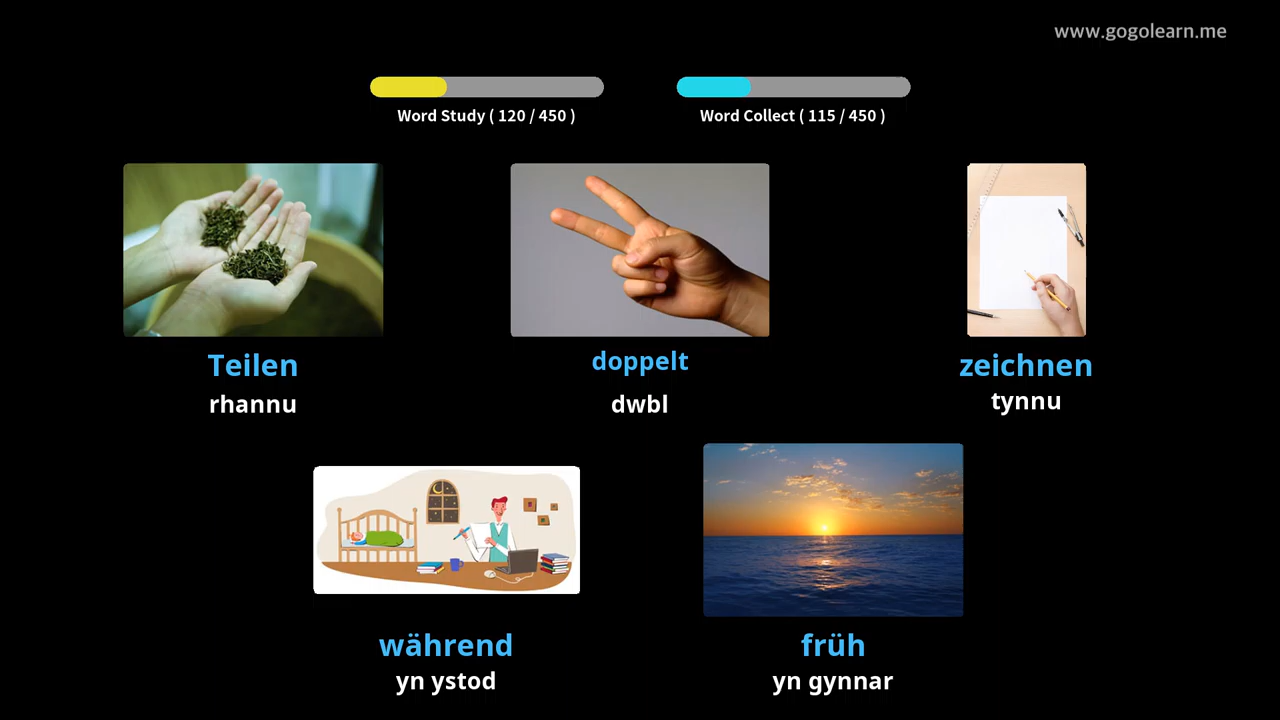 www.gogolearn.me
Word Study ( 120 / 450 )
Word Collect ( 115 / 450 )
Teilen
rhannu
doppelt
dwbl
zeichnen
tynnu
während
yn ystod
früh
yn gynnar